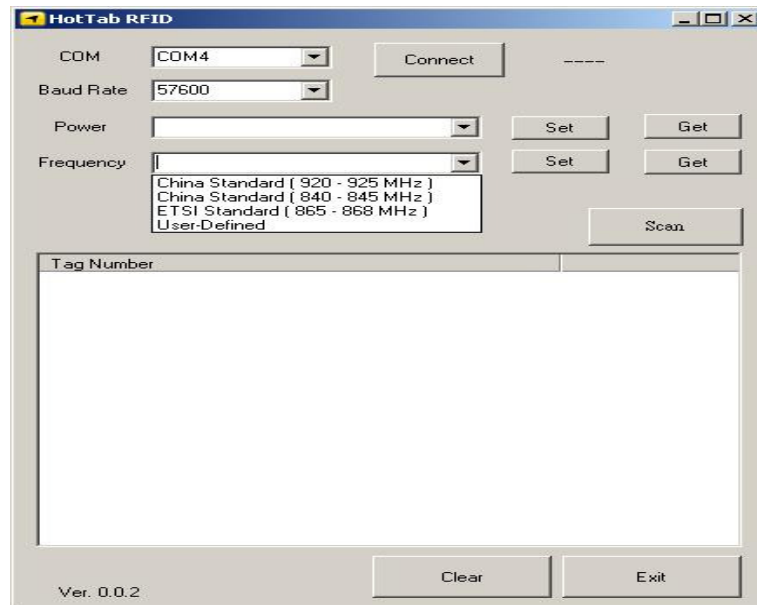 HotTab RFID
COM COM4 Connect ----
Baud Rate 57600
Power Set Get
Frequency Set Get
China Standard ( 920 - 925 MHz )
China Standard ( 840 - 845 MHz )
ETSI Standard ( 865 - 868 MHz )
User-Defined
Scan
Tag Number
Clear Exit
Ver. 0.0.2